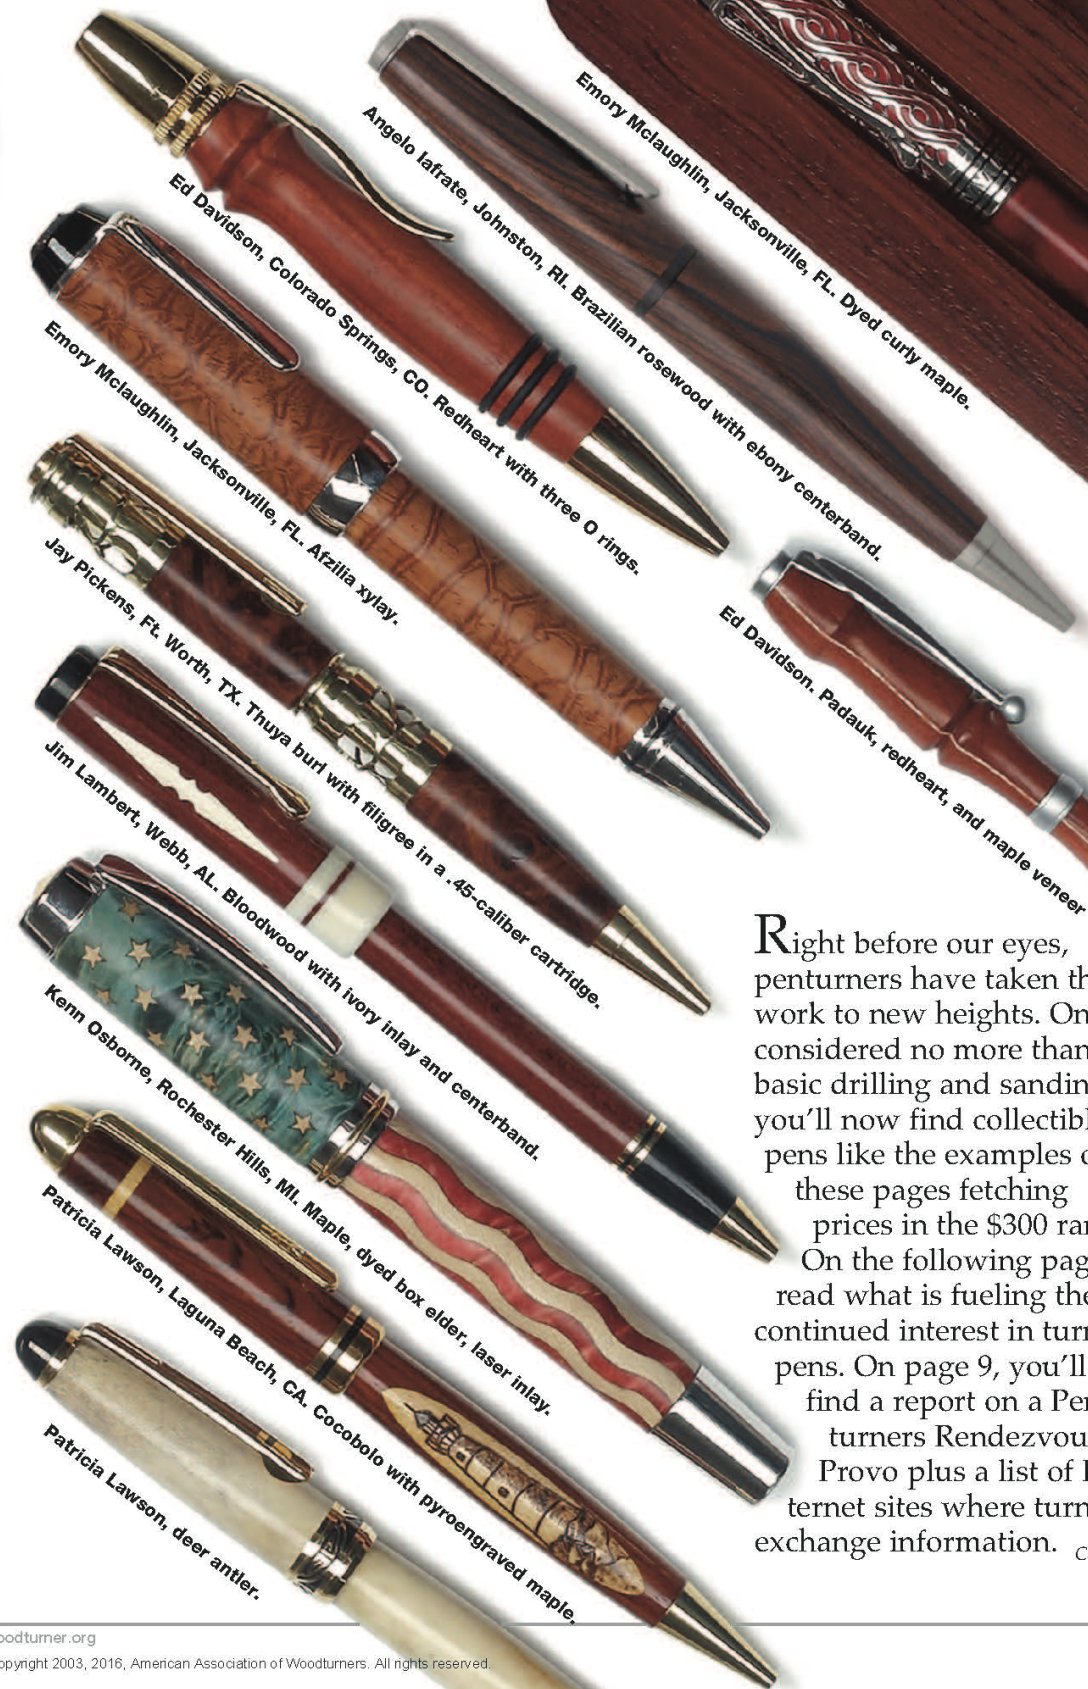 Emory Mclaughlin, Jacksonville, FL. Dyed curly maple.
Angelo Iafrate, Johnston, RI. Brazilian rosewood with ebony centerband.
Ed Davidson, Colorado Springs, CO. Redheart with three O rings.
Emory Mclaughlin, Jacksonville, FL. Afzilia xylay.
Ed Davidson. Padauk, redheart, and maple veneer
Jay Pickens, Ft. Worth, TX. Thuya burl with filigree in a .45-caliber cartridge.
Jim Lambert, Webb, AL. Bloodwood with ivory inlay and centerband.
Kenn Osborne, Rochester Hills, MI. Maple, dyed box elder, laser inlay.
Patricia Lawson, Laguna Beach, CA. Cocobolo with pyroengraved maple.
Patricia Lawson, deer antler.
Right before our eyes,
penturners have taken th
work to new heights. On
considered no more than
basic drilling and sandin
you'll now find collectibl
pens like the examples o
these pages fetching
prices in the $300 ran
On the following pag
read what is fueling the
continued interest in turn
pens. On page 9, you'll
find a report on a Pen
turners Rendezvou
Provo plus a list of I
ternet sites where turn
exchange information.
oodturner.org
opyright 2003, 2016, American Association of Woodturners. All rights reserved.